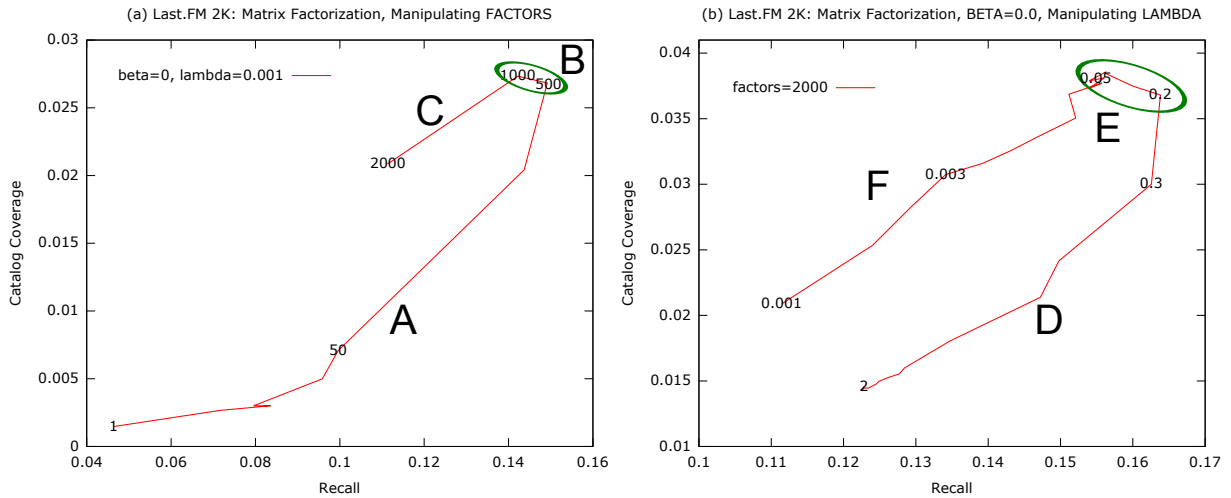 (a) Last.FM 2K: Matrix Factorization, Manipulating FACTORS
0.03
0.025
0.02
0.015
0.01
0.005
0
Catalog Coverage
beta=0, lambda=0.001
1000
500
B
C
2000
A
50
1
0.04
0.06
0.08
0.1
0.12
0.14
0.16
Recall
(b) Last.FM 2K: Matrix Factorization, BETA=0.0, Manipulating LAMBDA
0.04
0.035
0.03
0.025
0.02
0.015
0.01
Catalog Coverage
factors=2000
0.05
0.2
E
F
0.003
0.3
0.001
D
2
0.1
0.11
0.12
0.13
0.14
0.15
0.16
0.17
Recall